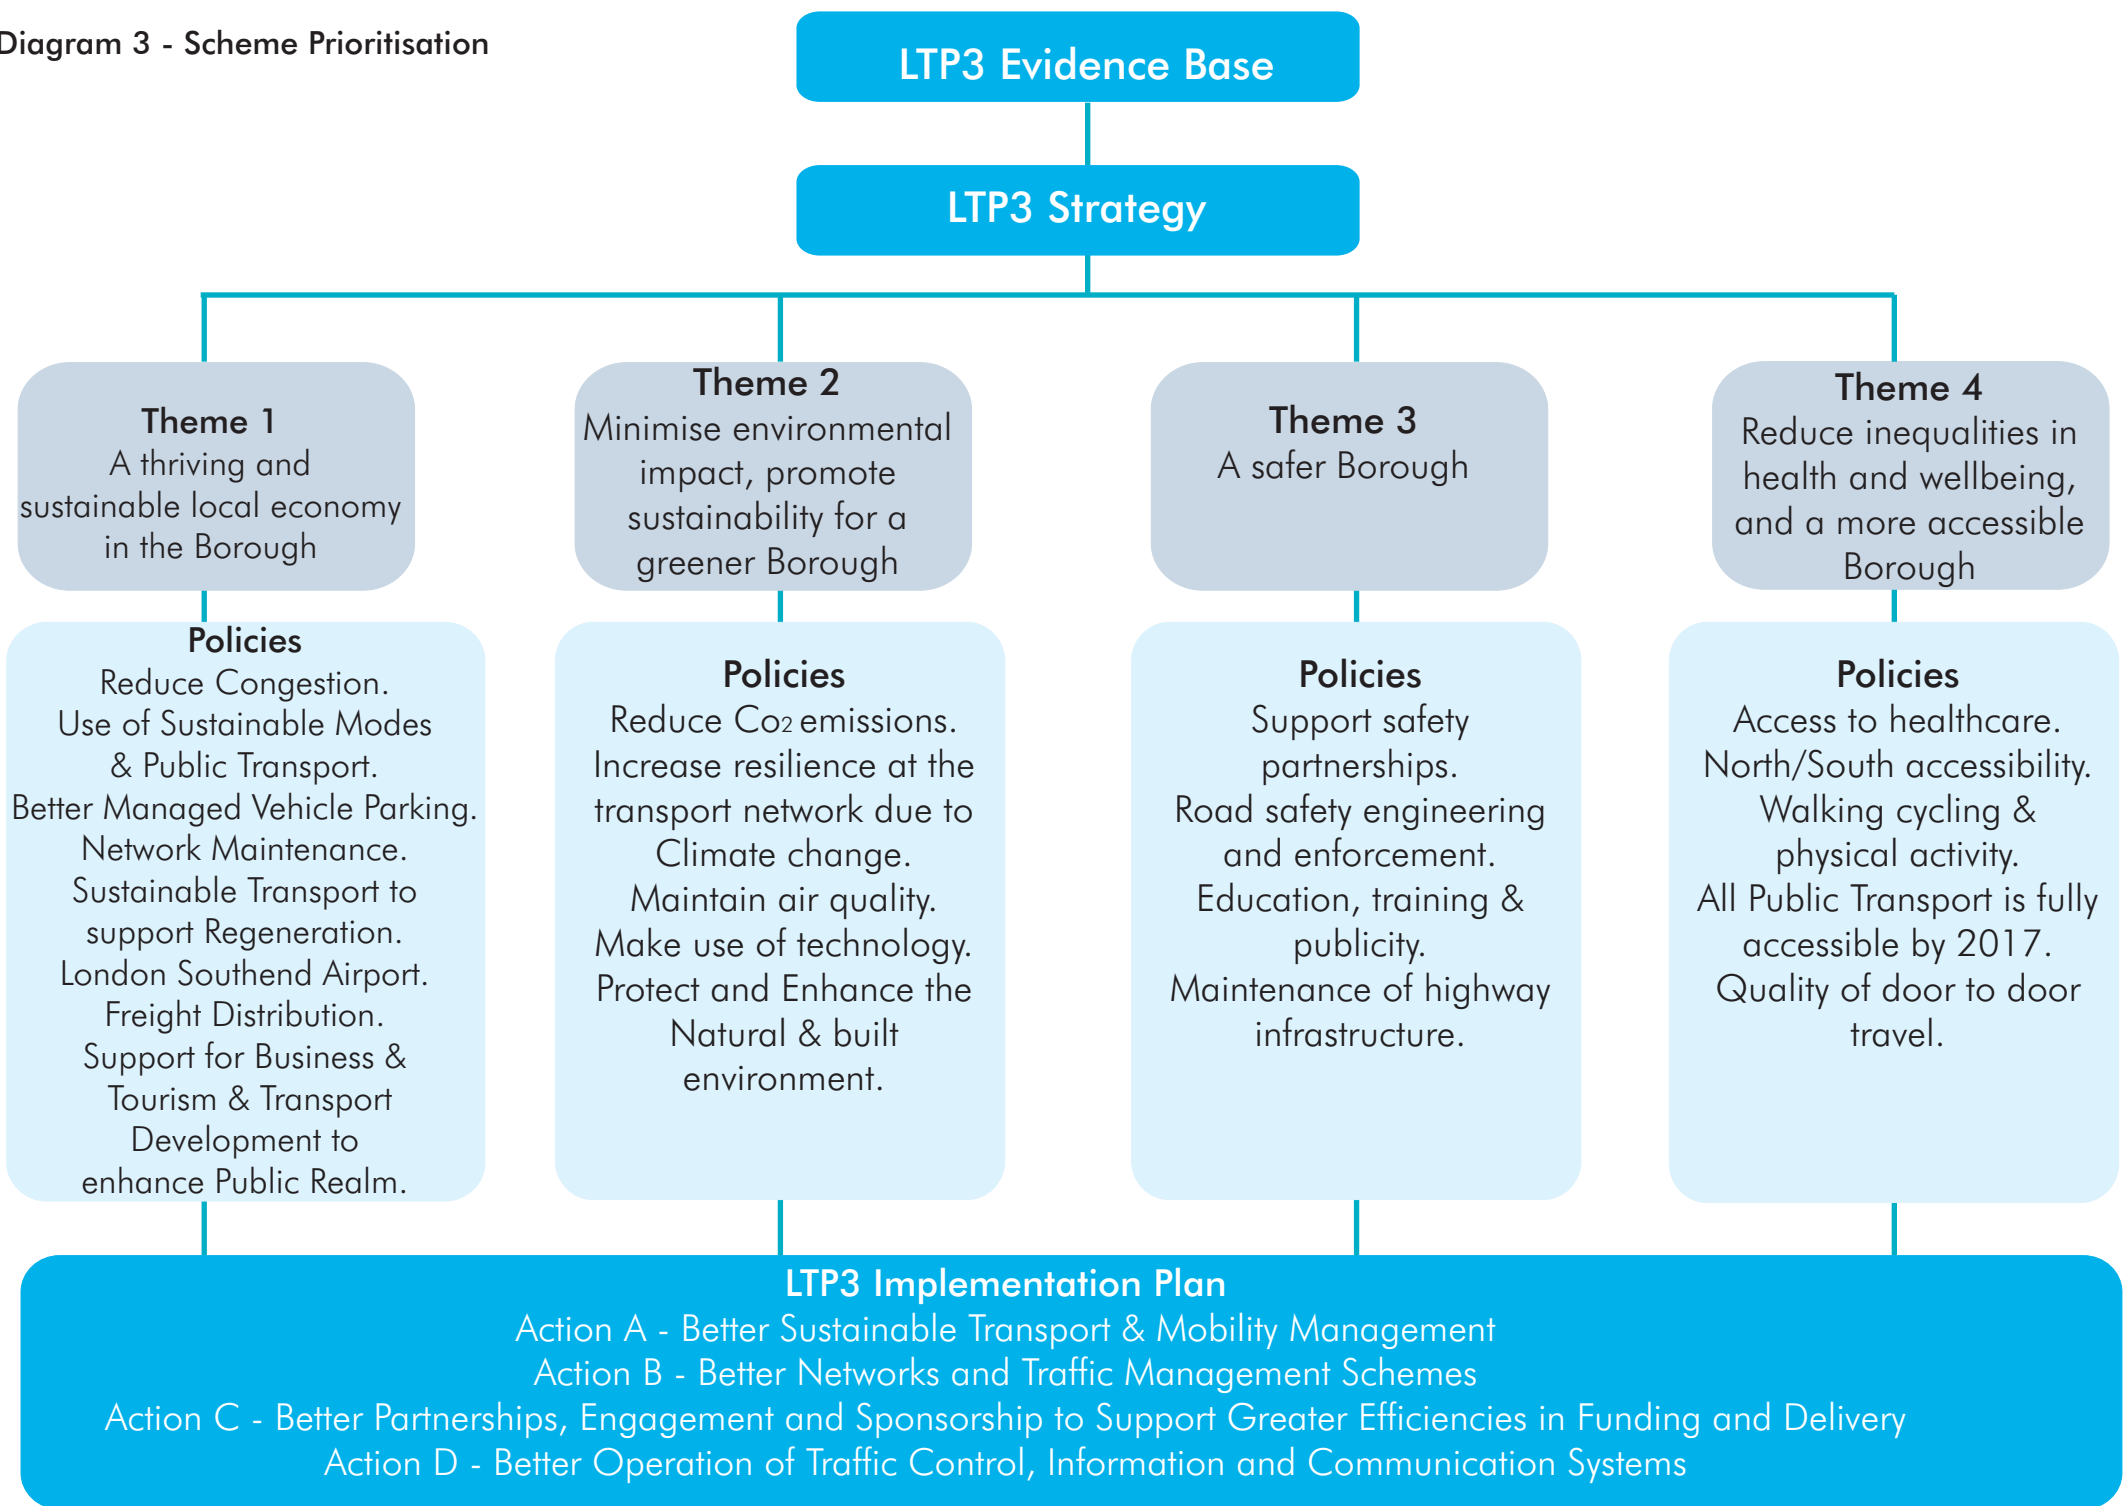 Diagram 3 - Scheme Prioritisation
LTP3 Evidence Base
LTP3 Strategy
Theme 1
A thriving and
sustainable local economy
in the Borough
Theme 2
Minimise environmental
impact, promote
sustainability for a
greener Borough
Theme 3
A safer Borough
Theme 4
Reduce inequalities in
health and wellbeing,
and a more accessible
Borough
Policies
Reduce Congestion.
Use of Sustainable Modes
& Public Transport.
Better Managed Vehicle Parking.
Network Maintenance.
Sustainable Transport to
support Regeneration.
London Southend Airport.
Freight Distribution.
Support for Business &
Tourism & Transport
Development to
enhance Public Realm.
Policies
Reduce Co2 emissions.
Increase resilience at the
transport network due to
Climate change.
Maintain air quality.
Make use of technology.
Protect and Enhance the
Natural & built
environment.
Policies
Support safety
partnerships.
Road safety engineering
and enforcement.
Education, training &
publicity.
Maintenance of highway
infrastructure.
Policies
Access to healthcare.
North/South accessibility.
Walking cycling &
physical activity.
All Public Transport is fully
accessible by 2017.
Quality of door to door
travel.
LTP3 Implementation Plan
Action A - Better Sustainable Transport & Mobility Management
Action B - Better Networks and Traffic Management Schemes
Action C - Better Partnerships, Engagement and Sponsorship to Support Greater Efficiencies in Funding and Delivery
Action D - Better Operation of Traffic Control, Information and Communication Systems